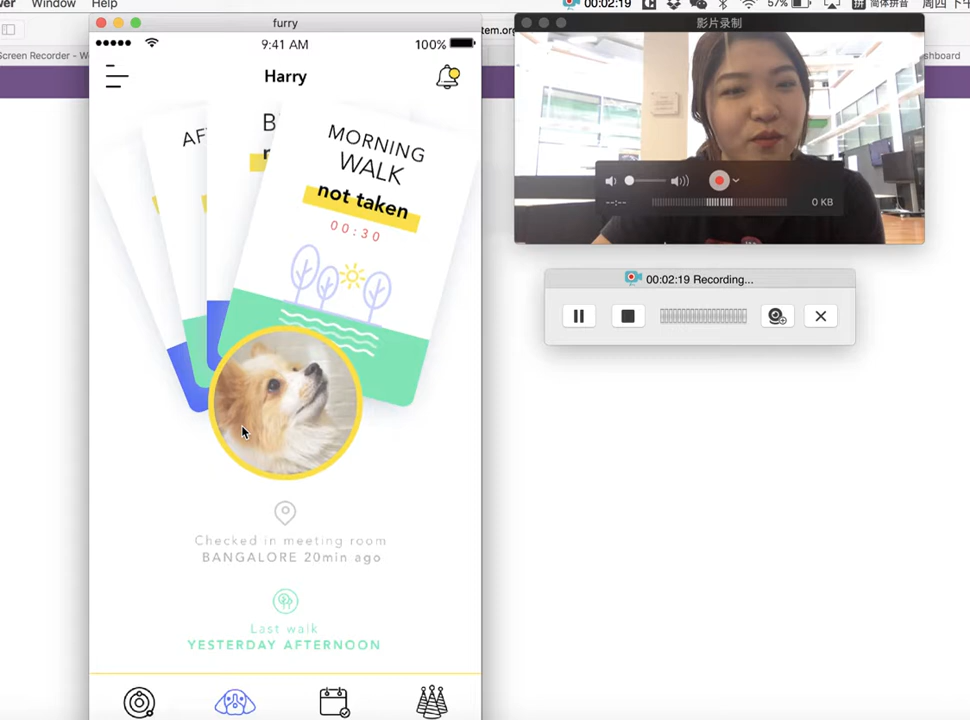 Window
Help
00:02:19
57%
简体拼音
周四
furry
影片录制
tem.org
Screen Recorder - W
shboard
9:41 AM
100%
Harry
AF
B
MORNING
WALK
not taken
00:30
--:--
0 KB
00:02:19 Recording...
Checked in meeting room
BANGALORE 20min ago
Last walk
YESTERDAY AFTERNOON